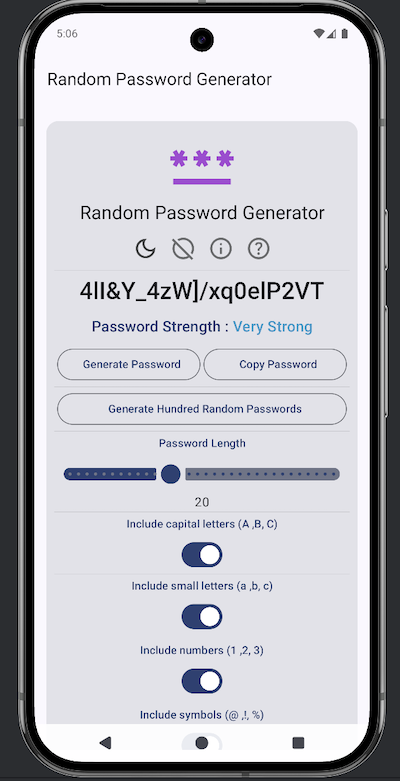 5:06
Random Password Generator
***
Random Password Generator
4lI&Y_4zW]/xq0elP2VT
Password Strength : Very Strong
Generate Password
Copy Password
Generate Hundred Random Passwords
Password Length
20
Include capital letters (A ,B, C)
Include small letters (a ,b, c)
Include numbers (1 ,2, 3)
Include symbols (@ ,!, %)